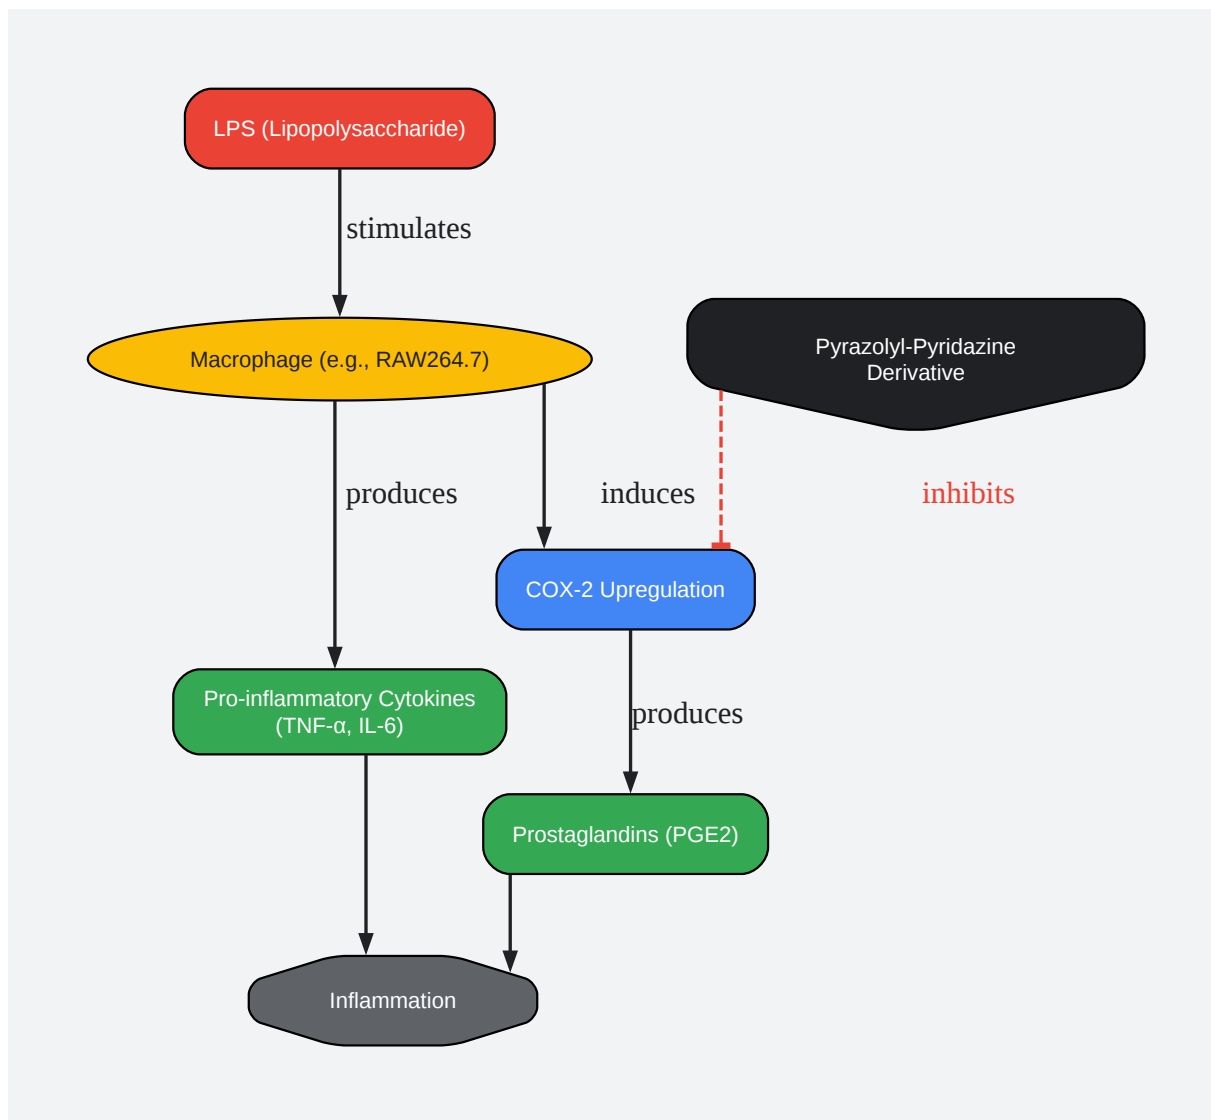 LPS (Lipopolysaccharide)
stimulates
Macrophage (e.g., RAW264.7)
Pyrazolyl-Pyridazine
Derivative
produces
induces
inhibits
COX-2 Upregulation
Pro-inflammatory Cytokines
(TNF-α, IL-6)
produces
Prostaglandins (PGE2)
Inflammation